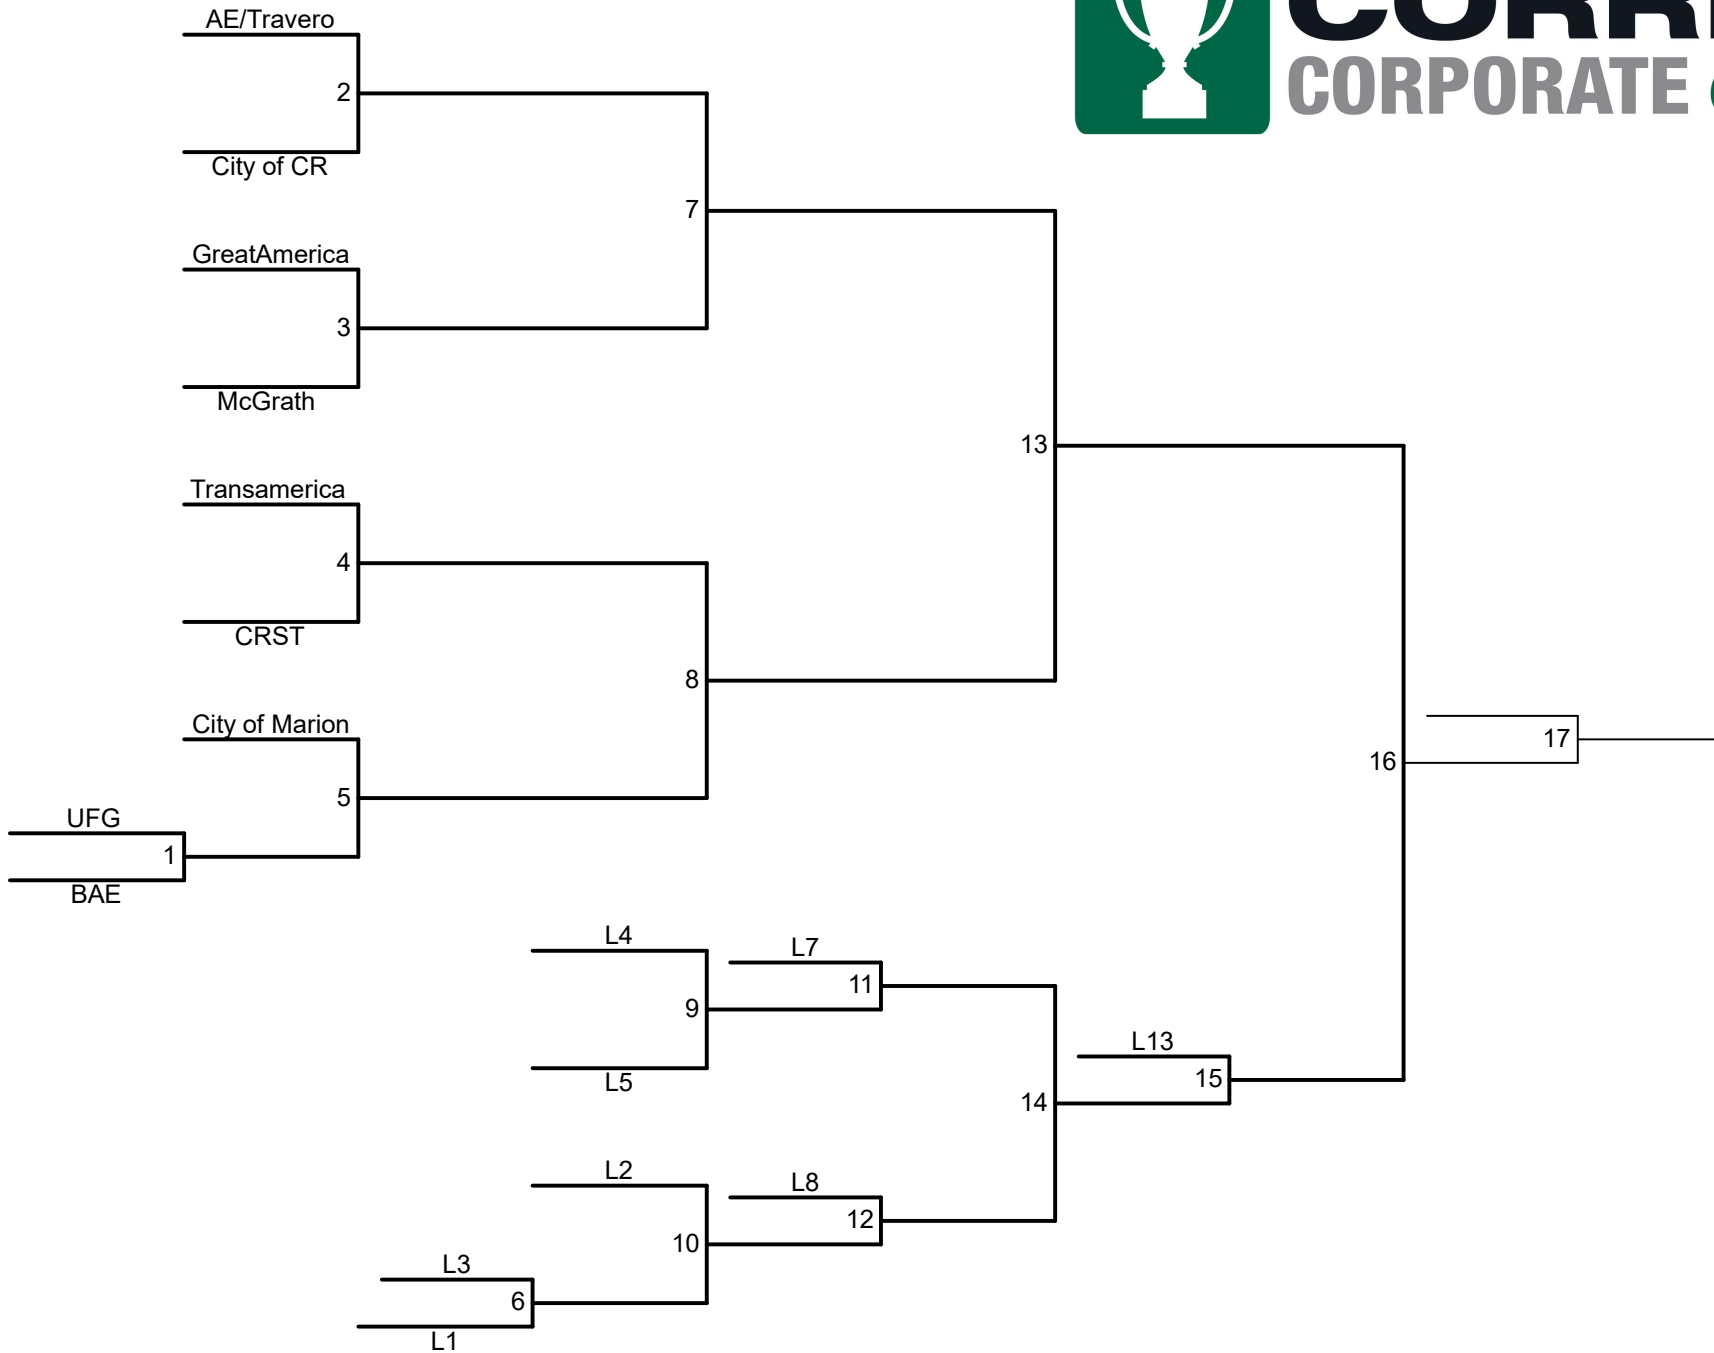 AE/Travero
2
City of CR
CORPORATE
7
GreatAmerica
3
McGrath
13
Transamerica
4
CRST
8
City of Marion
17
16
5
UFG
1
BAE
L4
L7
11
9
L13
L5
15
14
L2
L8
12
10
L3
6
L1